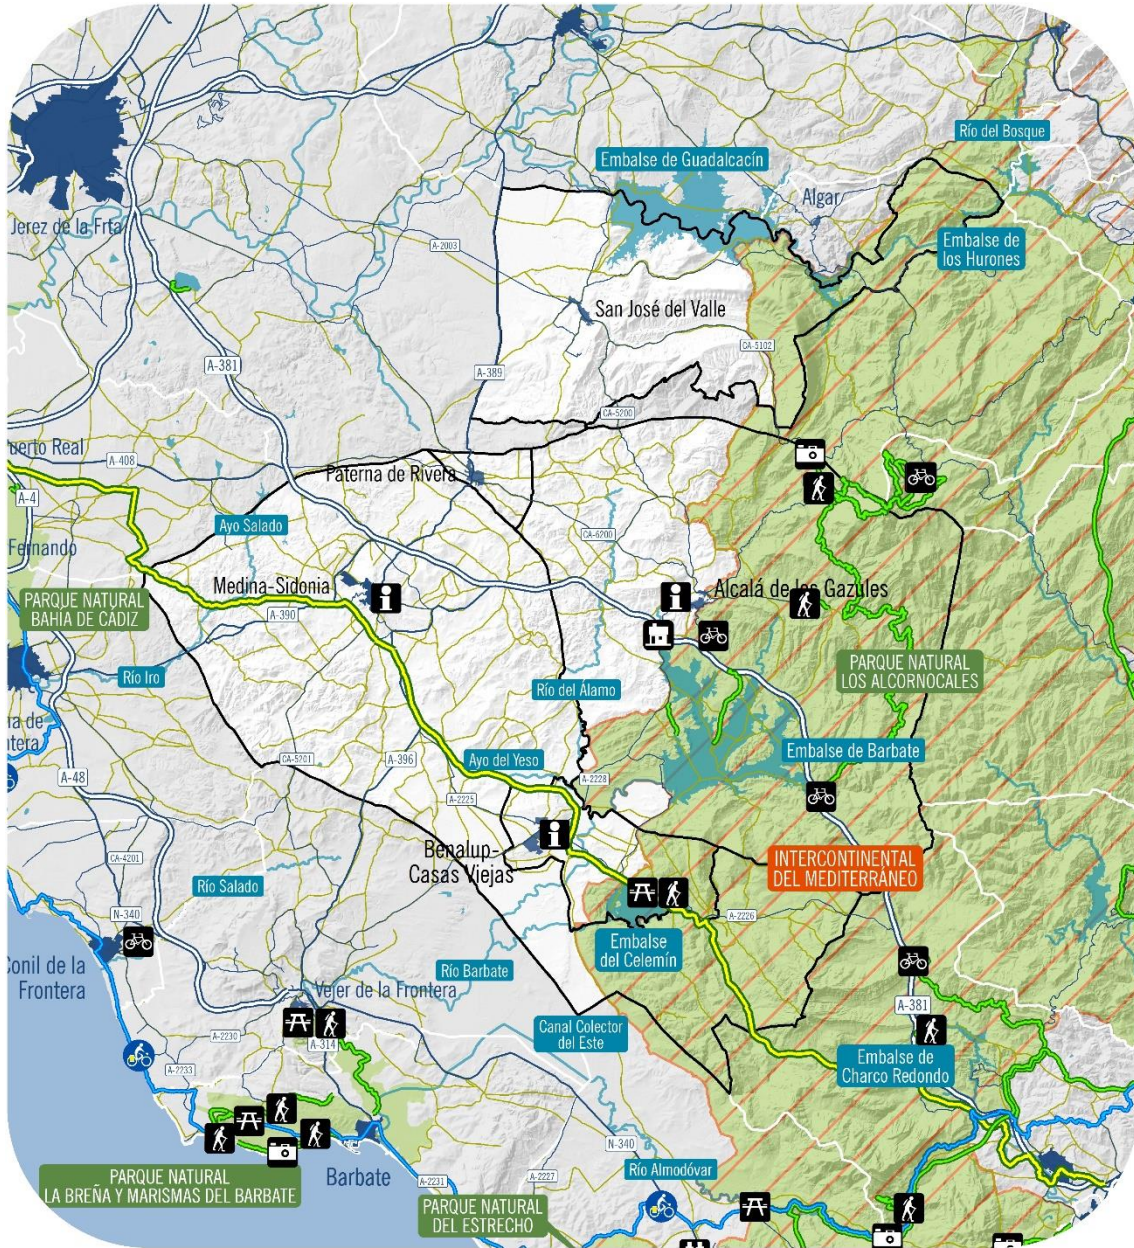 Río del Bosque
Embalse de Guadalcacín
Algar
Jerez de la Frta
A-2003
Embalse de
los Hurones
San José del Valle
A-381
CA-5102
A-389
CA-5200
uerto Real
A-408
Paterna de Rivera
A-4
Ayo Salado
CA-6200
Fernando
Medina-Sidonia
Alcalá de los Gazules
PARQUE NATURAL
BAHIA DE CÁDIZ
A-390
PARQUE NATURAL
LOS ALCORNOCALES
Río Iro
Río del Álamo
na de
ntera
Embalse de Barbate
CA-5201
A-396
Ayo del Yeso
A-48
A-2228
A-2225
Benalup-
Casas Viejas
CA-4201
INTERCONTINENTAL
DEL MEDITERRÁNEO
Río Salado
N-340
A-2226
Embalse
del Celemín
Conil de la
Frontera
Río Barbate
Vejer de la Frontera
A-381
A-2230
A-314
Canal Colector
del Este
A-2233
Embalse de
Charco Redondo
N-340
PARQUE NATURAL
LA BREÑA Y MARISMAS DEL BARBATE
Barbate
A-2231
A-2227
Río Almodóvar
PARQUE NATURAL
DEL ESTRECHO